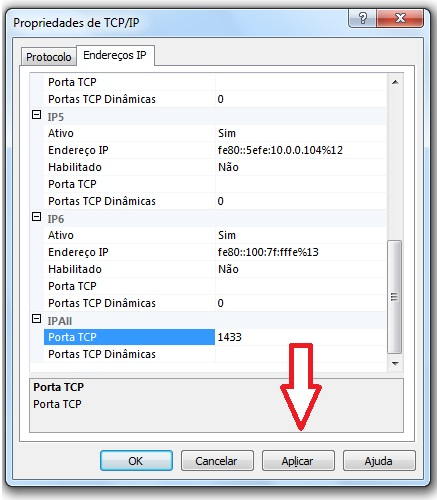 Propriedades de TCP/IP
Protocolo Endereços IP
Porta TCP
Portas TCP Dinâmicas 0
IP5
Ativo Sim
Endereço IP fe80::5efe:10.0.0.104%12
Habilitado Não
Porta TCP
Portas TCP Dinâmicas 0
IP6
Ativo Sim
Endereço IP fe80::100:7f:fffe%13
Habilitado Não
Porta TCP
Portas TCP Dinâmicas 0
IPAll
Porta TCP 1433
Portas TCP Dinâmicas
Porta TCP
Porta TCP
OK Cancelar Aplicar Ajuda